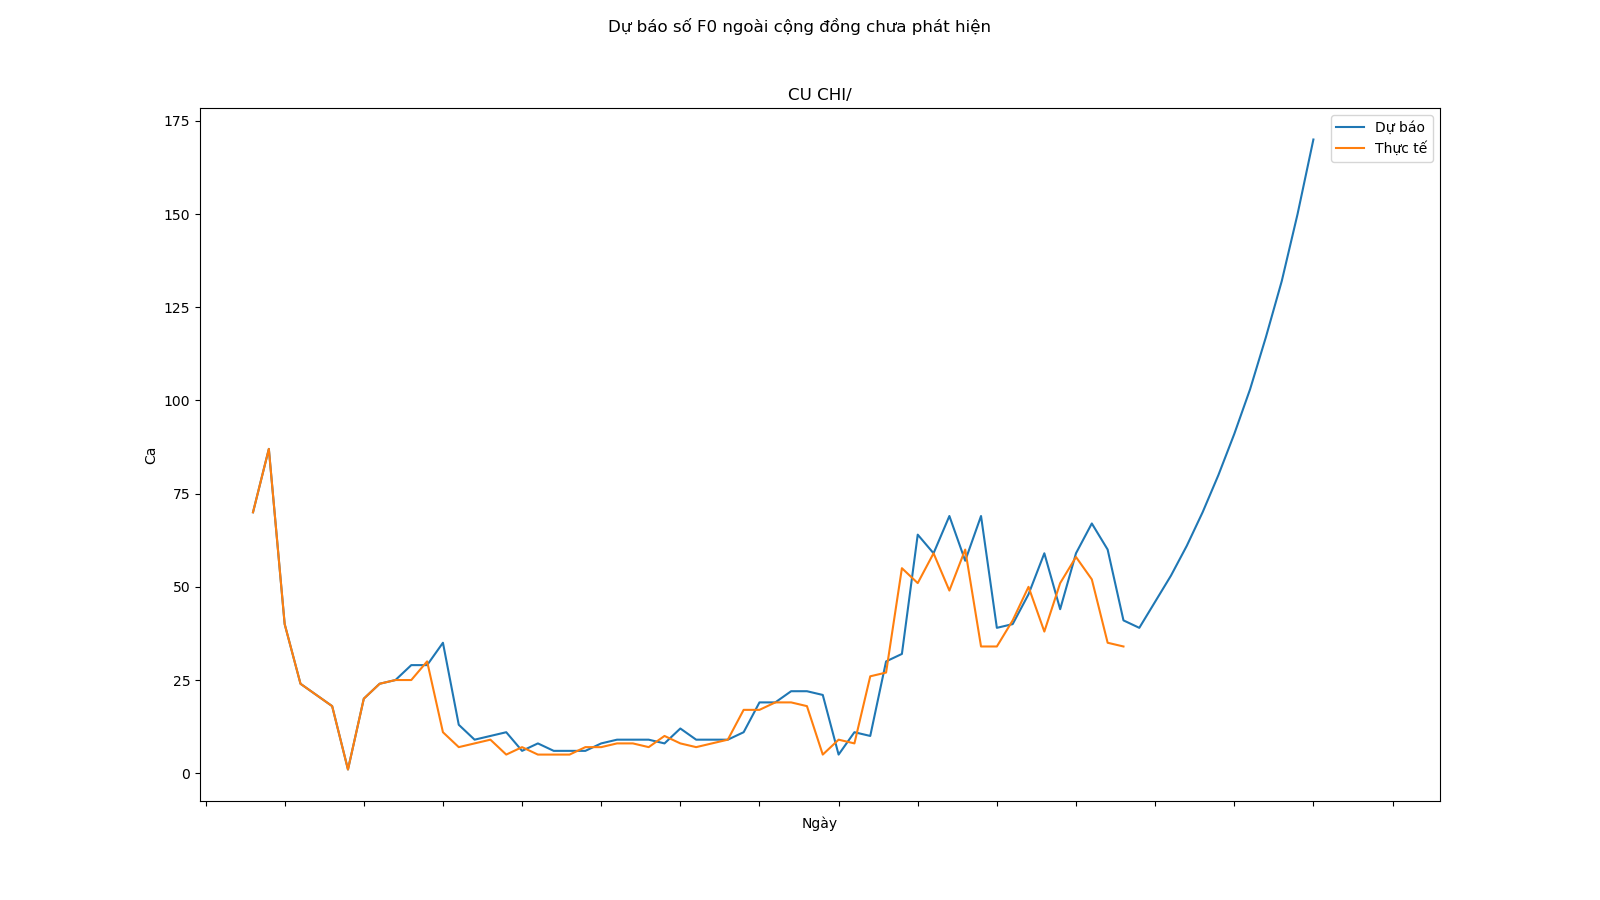 Dự báo số F0 ngoài cộng đồng chưa phát hiện
CU CHI/
Dự báo
Thực tế
175
150
125
100
75
50
25
0
Ca
Ngày